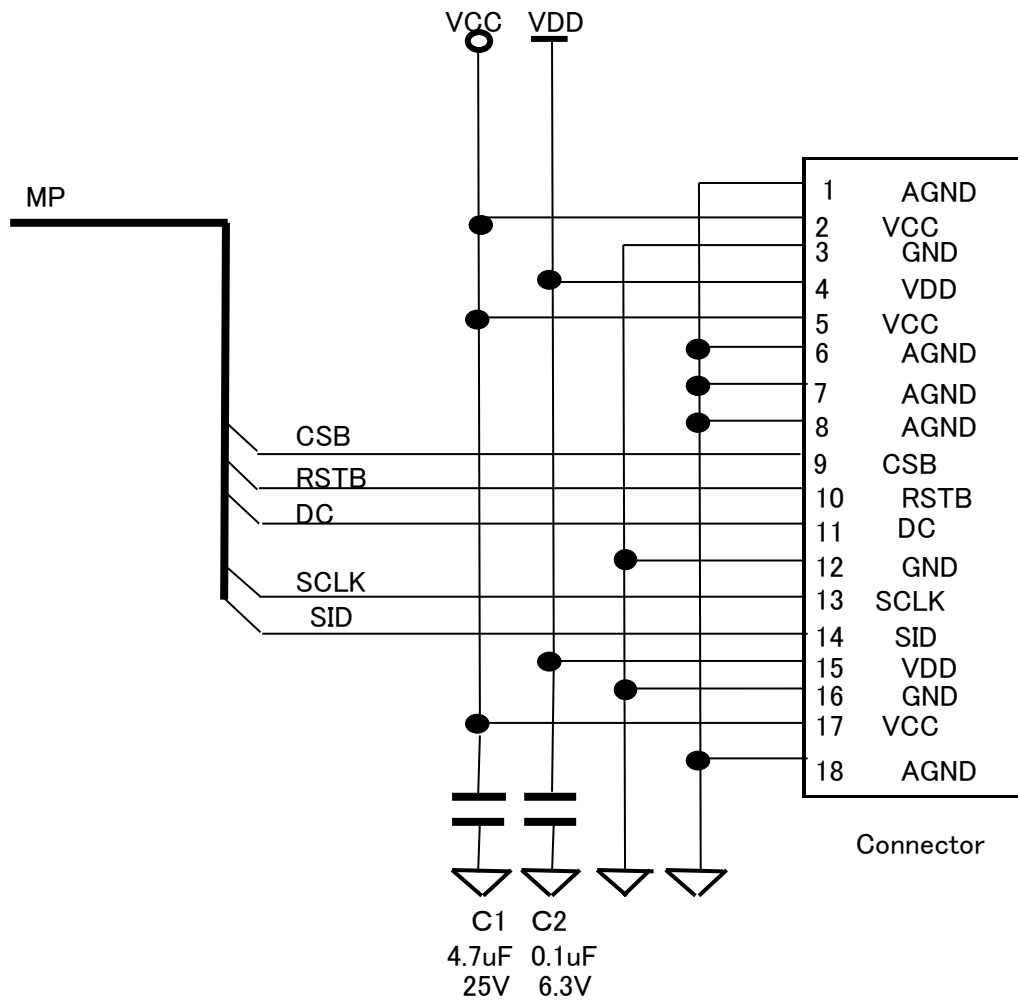 VCC VDD
MP
1 AGND
2 VCC
3 GND
4 VDD
5 VCC
6 AGND
7 AGND
8 AGND
CSB
9 CSB
RSTB
10 RSTB
DC
11 DC
12 GND
SCLK
13 SCLK
SID
14 SID
15 VDD
16 GND
17 VCC
18 AGND
Connector
C1 C2
4.7uF 0.1uF
25V 6.3V